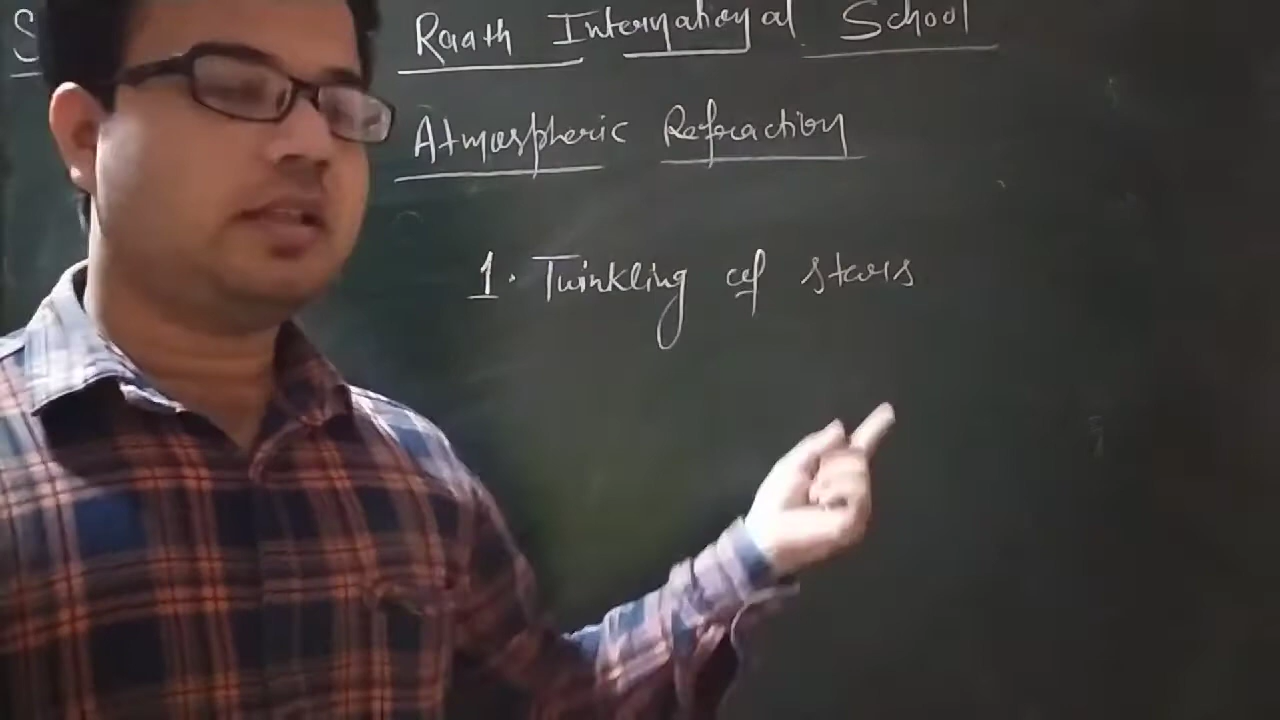 S
Raath International School
Atmospheric Refraction
1. Twinkling of stars